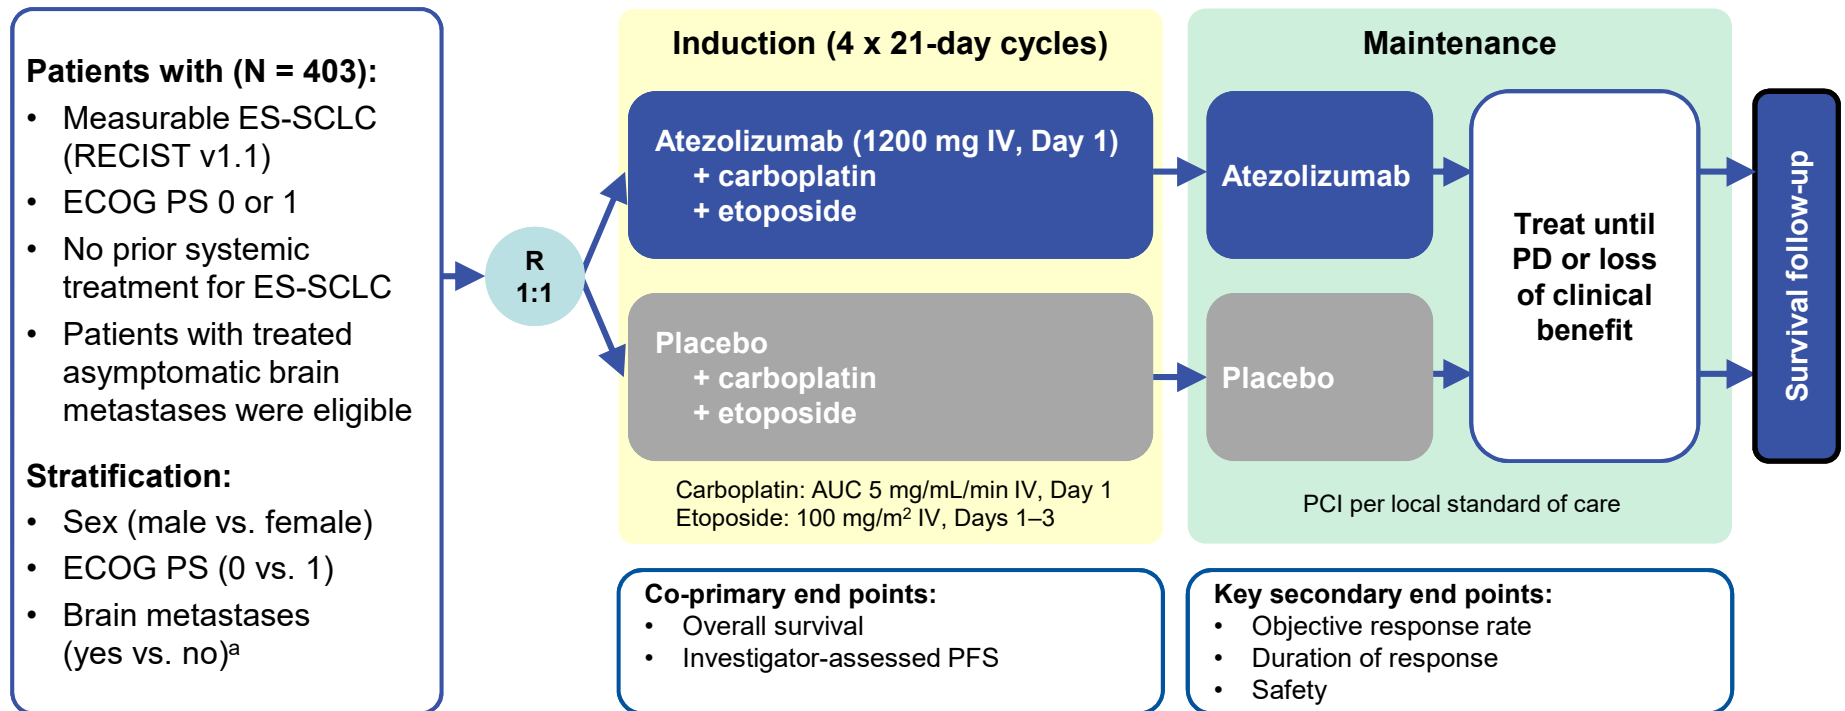 Patients with (N = 403):
• Measurable ES-SCLC
(RECIST v1.1)
• ECOG PS 0 or 1
• No prior systemic
treatment for ES-SCLC
• Patients with treated
asymptomatic brain
metastases were eligible
Stratification:
• Sex (male vs. female)
• ECOG PS (0 vs. 1)
• Brain metastases
(yes vs. no)ᵃ
R
1:1
Induction (4 x 21-day cycles)
Atezolizumab (1200 mg IV, Day 1)
+ carboplatin
+ etoposide
Placebo
+ carboplatin
+ etoposide
Carboplatin: AUC 5 mg/mL/min IV, Day 1
Etoposide: 100 mg/m² IV, Days 1–3
Maintenance
Atezolizumab
Placebo
Treat until
PD or loss
of clinical
benefit
PCI per local standard of care
Survival follow-up
Co-primary end points:
• Overall survival
• Investigator-assessed PFS
Key secondary end points:
• Objective response rate
• Duration of response
• Safety